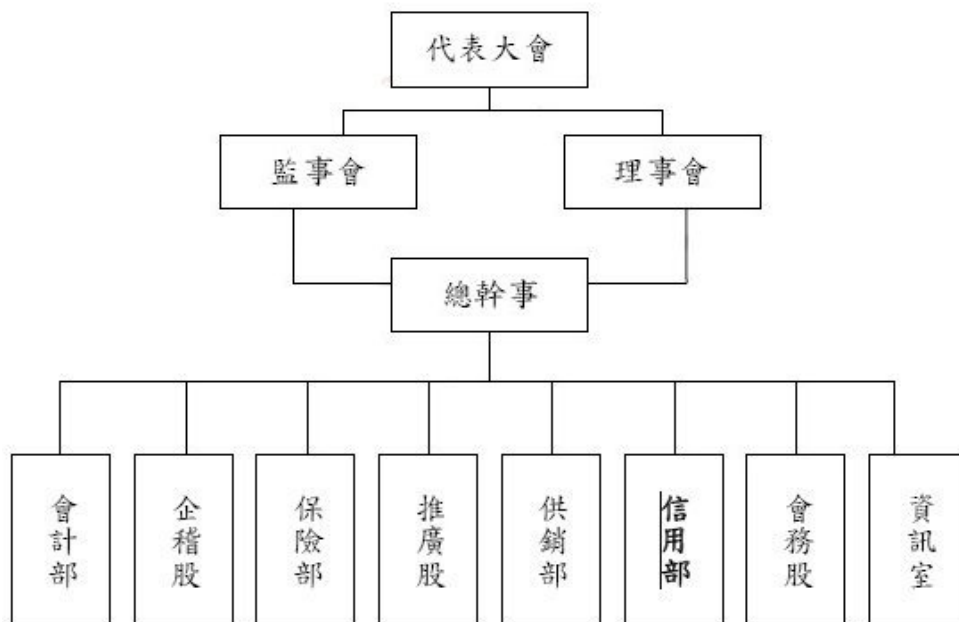 代表大會
監事會
理事會
總幹事
會計部
企稽股
保險部
推廣股
供銷部
信用部
會務股
資訊室